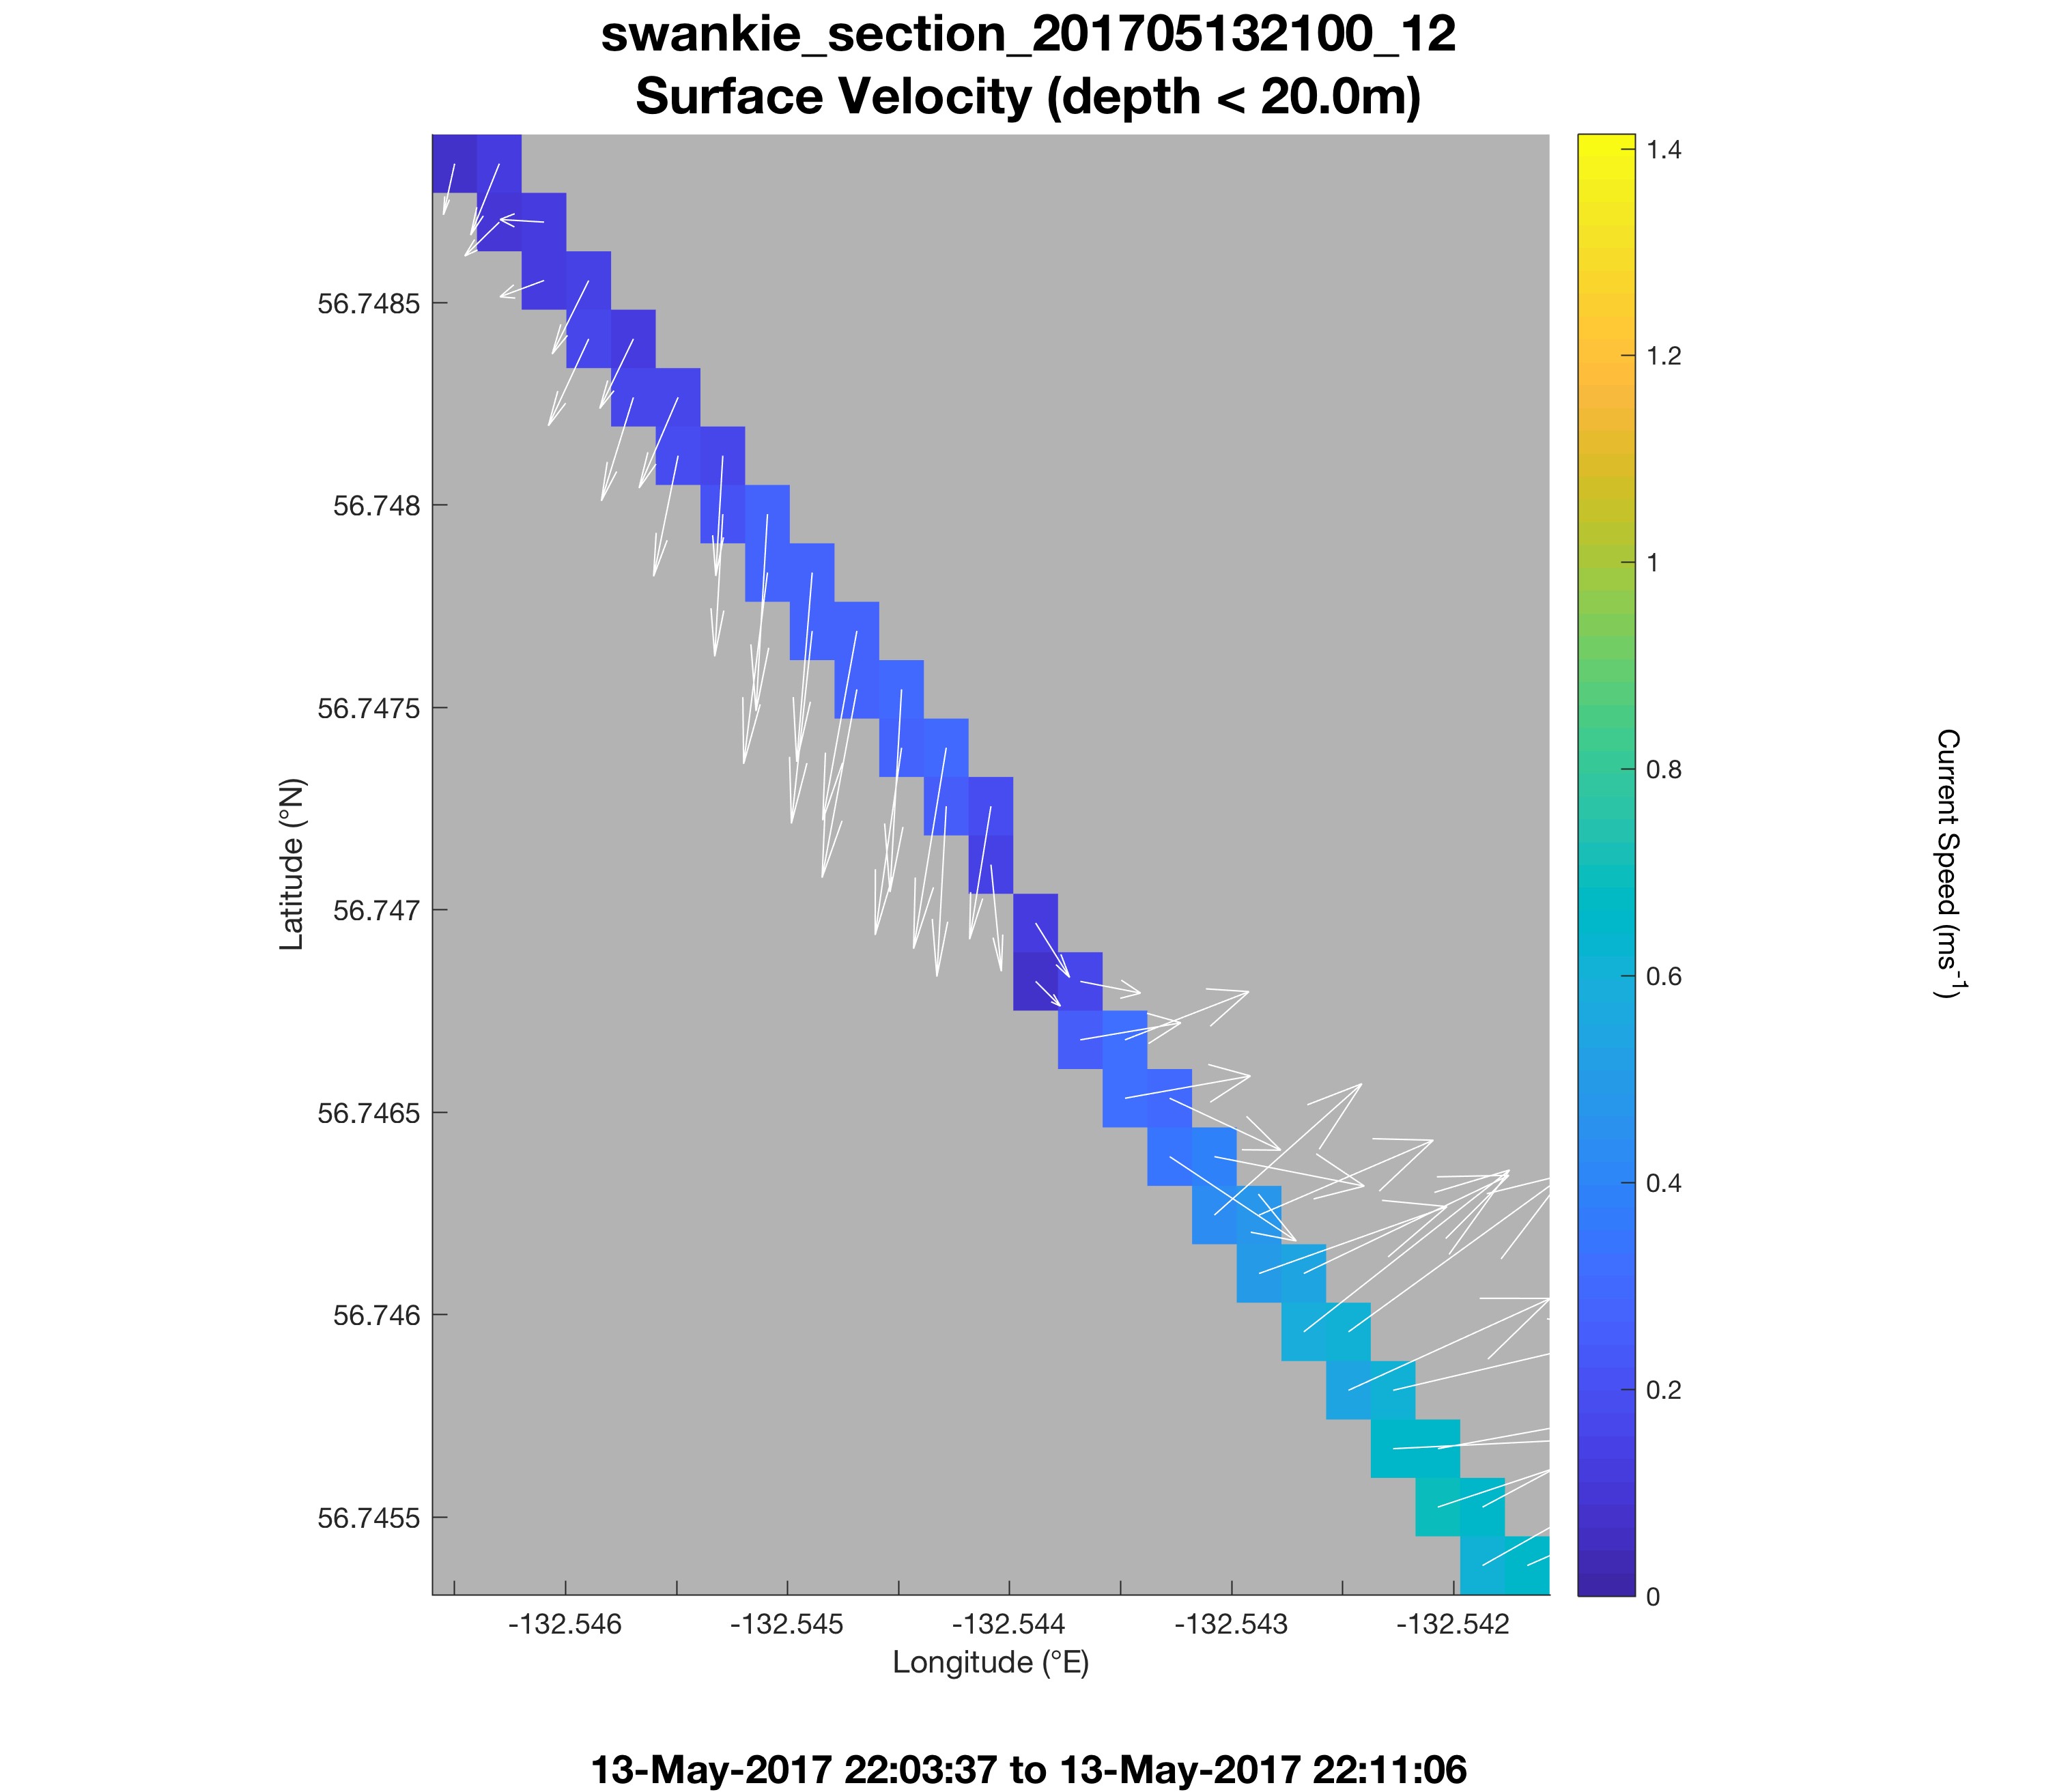 swankie_section_201705132100_12
Surface Velocity (depth < 20.0m)
1.4
1.2
1
0.8
0.6
0.4
0.2
0
Current Speed (ms⁻¹)
56.7485
56.748
56.7475
56.747
56.7465
56.746
56.7455
Latitude (°N)
-132.546 -132.545 -132.544 -132.543 -132.542
Longitude (°E)
13-May-2017 22:03:37 to 13-May-2017 22:11:06